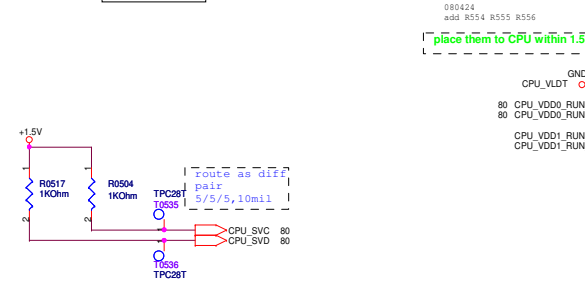 080424
add R554 R555 R556
place them to CPU within 1.5
GND
CPU_VLDT
80 CPU_VDD0_RUN
80 CPU_VDD0_RUN
CPU_VDD1_RUN
CPU_VDD1_RUN
+1.5V
1
1
R0517
1KOhm
R0504
1KOhm
2
2
TPC28T
T0535
route as diff
pair
5/5/5,10mil
CPU_SVC 80
CPU_SVD 80
T0536
TPC28T